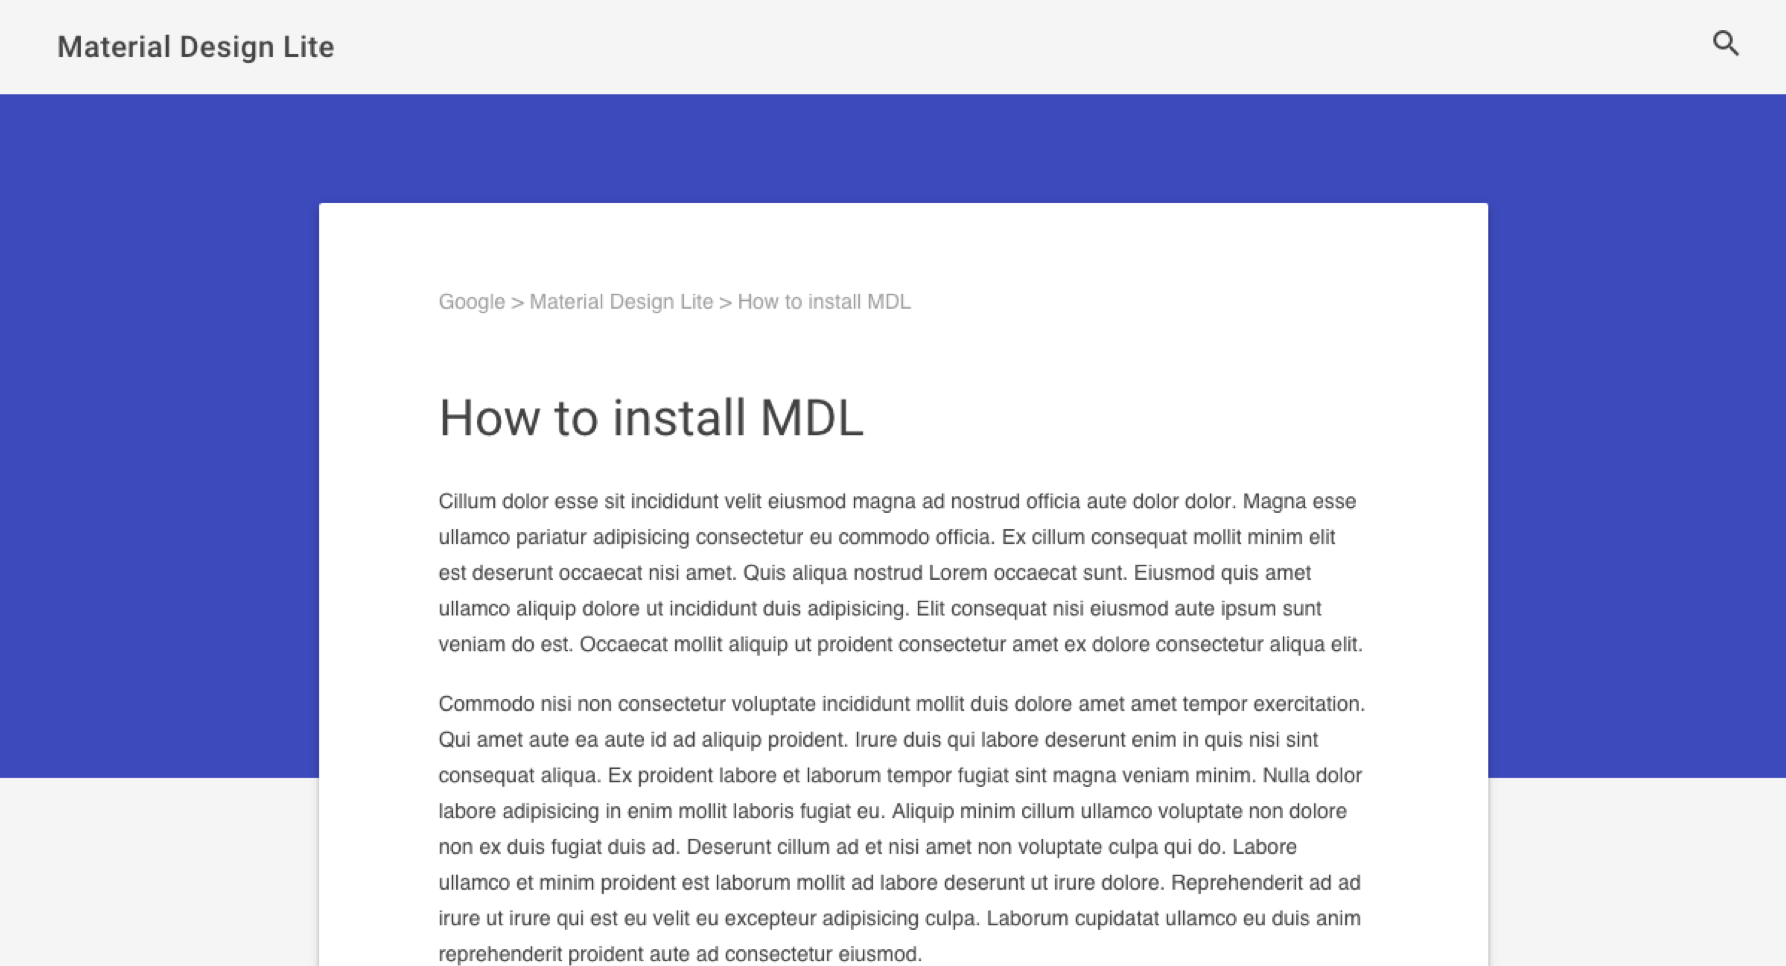 Material Design Lite
Google > Material Design Lite > How to install MDL
How to install MDL
Cillum dolor esse sit incididunt velit eiusmod magna ad nostrud officia aute dolor dolor. Magna esse
ullamco pariatur adipisicing consectetur eu commodo officia. Ex cillum consequat mollit minim elit
est deserunt occaecat nisi amet. Quis aliqua nostrud Lorem occaecat sunt. Eiusmod quis amet
ullamco aliquip dolore ut incididunt duis adipisicing. Elit consequat nisi eiusmod aute ipsum sunt
veniam do est. Occaecat mollit aliquip ut proident consectetur amet ex dolore consectetur aliqua elit.
Commodo nisi non consectetur voluptate incididunt mollit duis dolore amet amet tempor exercitation.
Qui amet aute ea aute id ad aliquip proident. Irure duis qui labore deserunt enim in quis nisi sint
consequat aliqua. Ex proident labore et laborum tempor fugiat sint magna veniam minim. Nulla dolor
labore adipisicing in enim mollit laboris fugiat eu. Aliquip minim cillum ullamco voluptate non dolore
non ex duis fugiat duis ad. Deserunt cillum ad et nisi amet non voluptate culpa qui do. Labore
ullamco et minim proident est laborum mollit ad labore deserunt ut irure dolore. Reprehenderit ad ad
irure ut irure qui est eu velit eu excepteur adipisicing culpa. Laborum cupidatat ullamco eu duis anim
reprehenderit proident aute ad consectetur eiusmod.